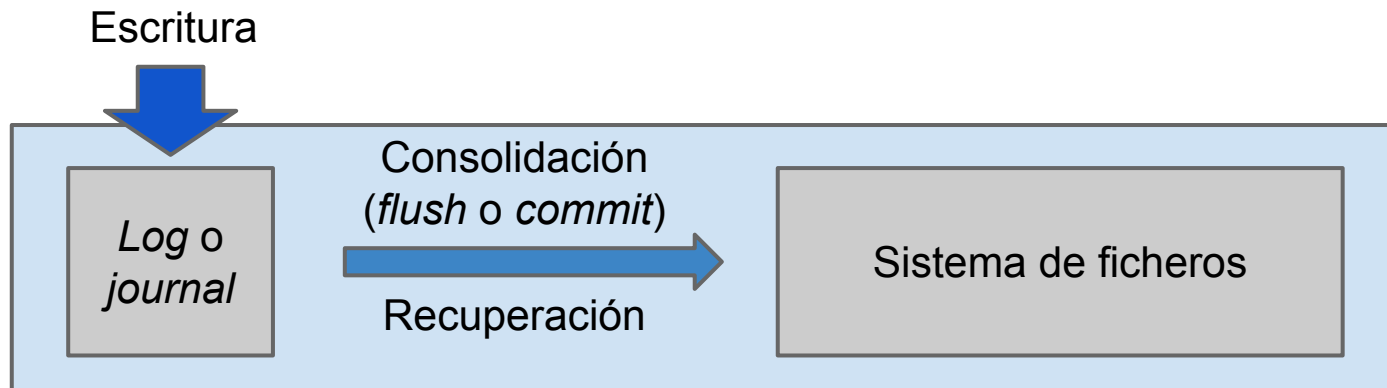 Escritura
Log o
journal
Consolidación
(flush o commit)
Recuperación
Sistema de ficheros